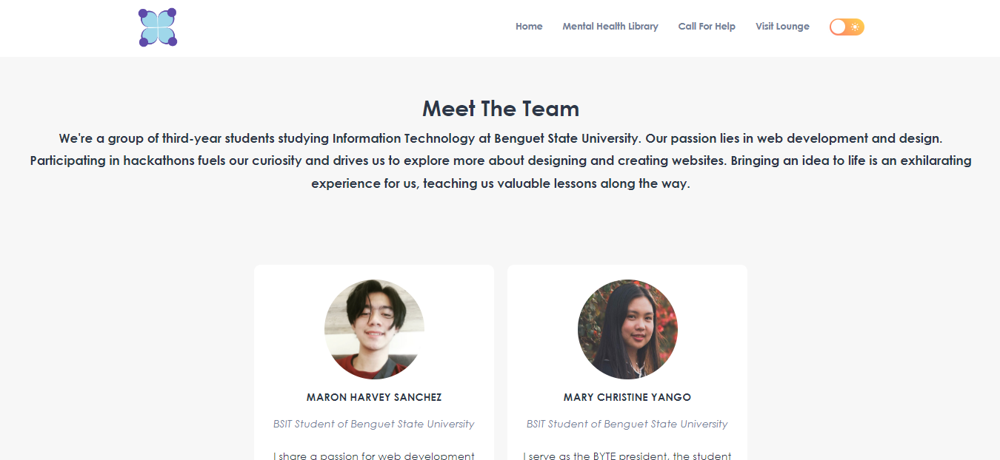 Home Mental Health Library Call For Help Visit Lounge
Meet The Team
We're a group of third-year students studying Information Technology at Benguet State University. Our passion lies in web development and design.
Participating in hackathons fuels our curiosity and drives us to explore more about designing and creating websites. Bringing an idea to life is an exhilarating
experience for us, teaching us valuable lessons along the way.
MARON HARVEY SANCHEZ
BSIT Student of Benguet State University
I share a passion for web development
MARY CHRISTINE YANGO
BSIT Student of Benguet State University
I serve as the BYTE president, the student